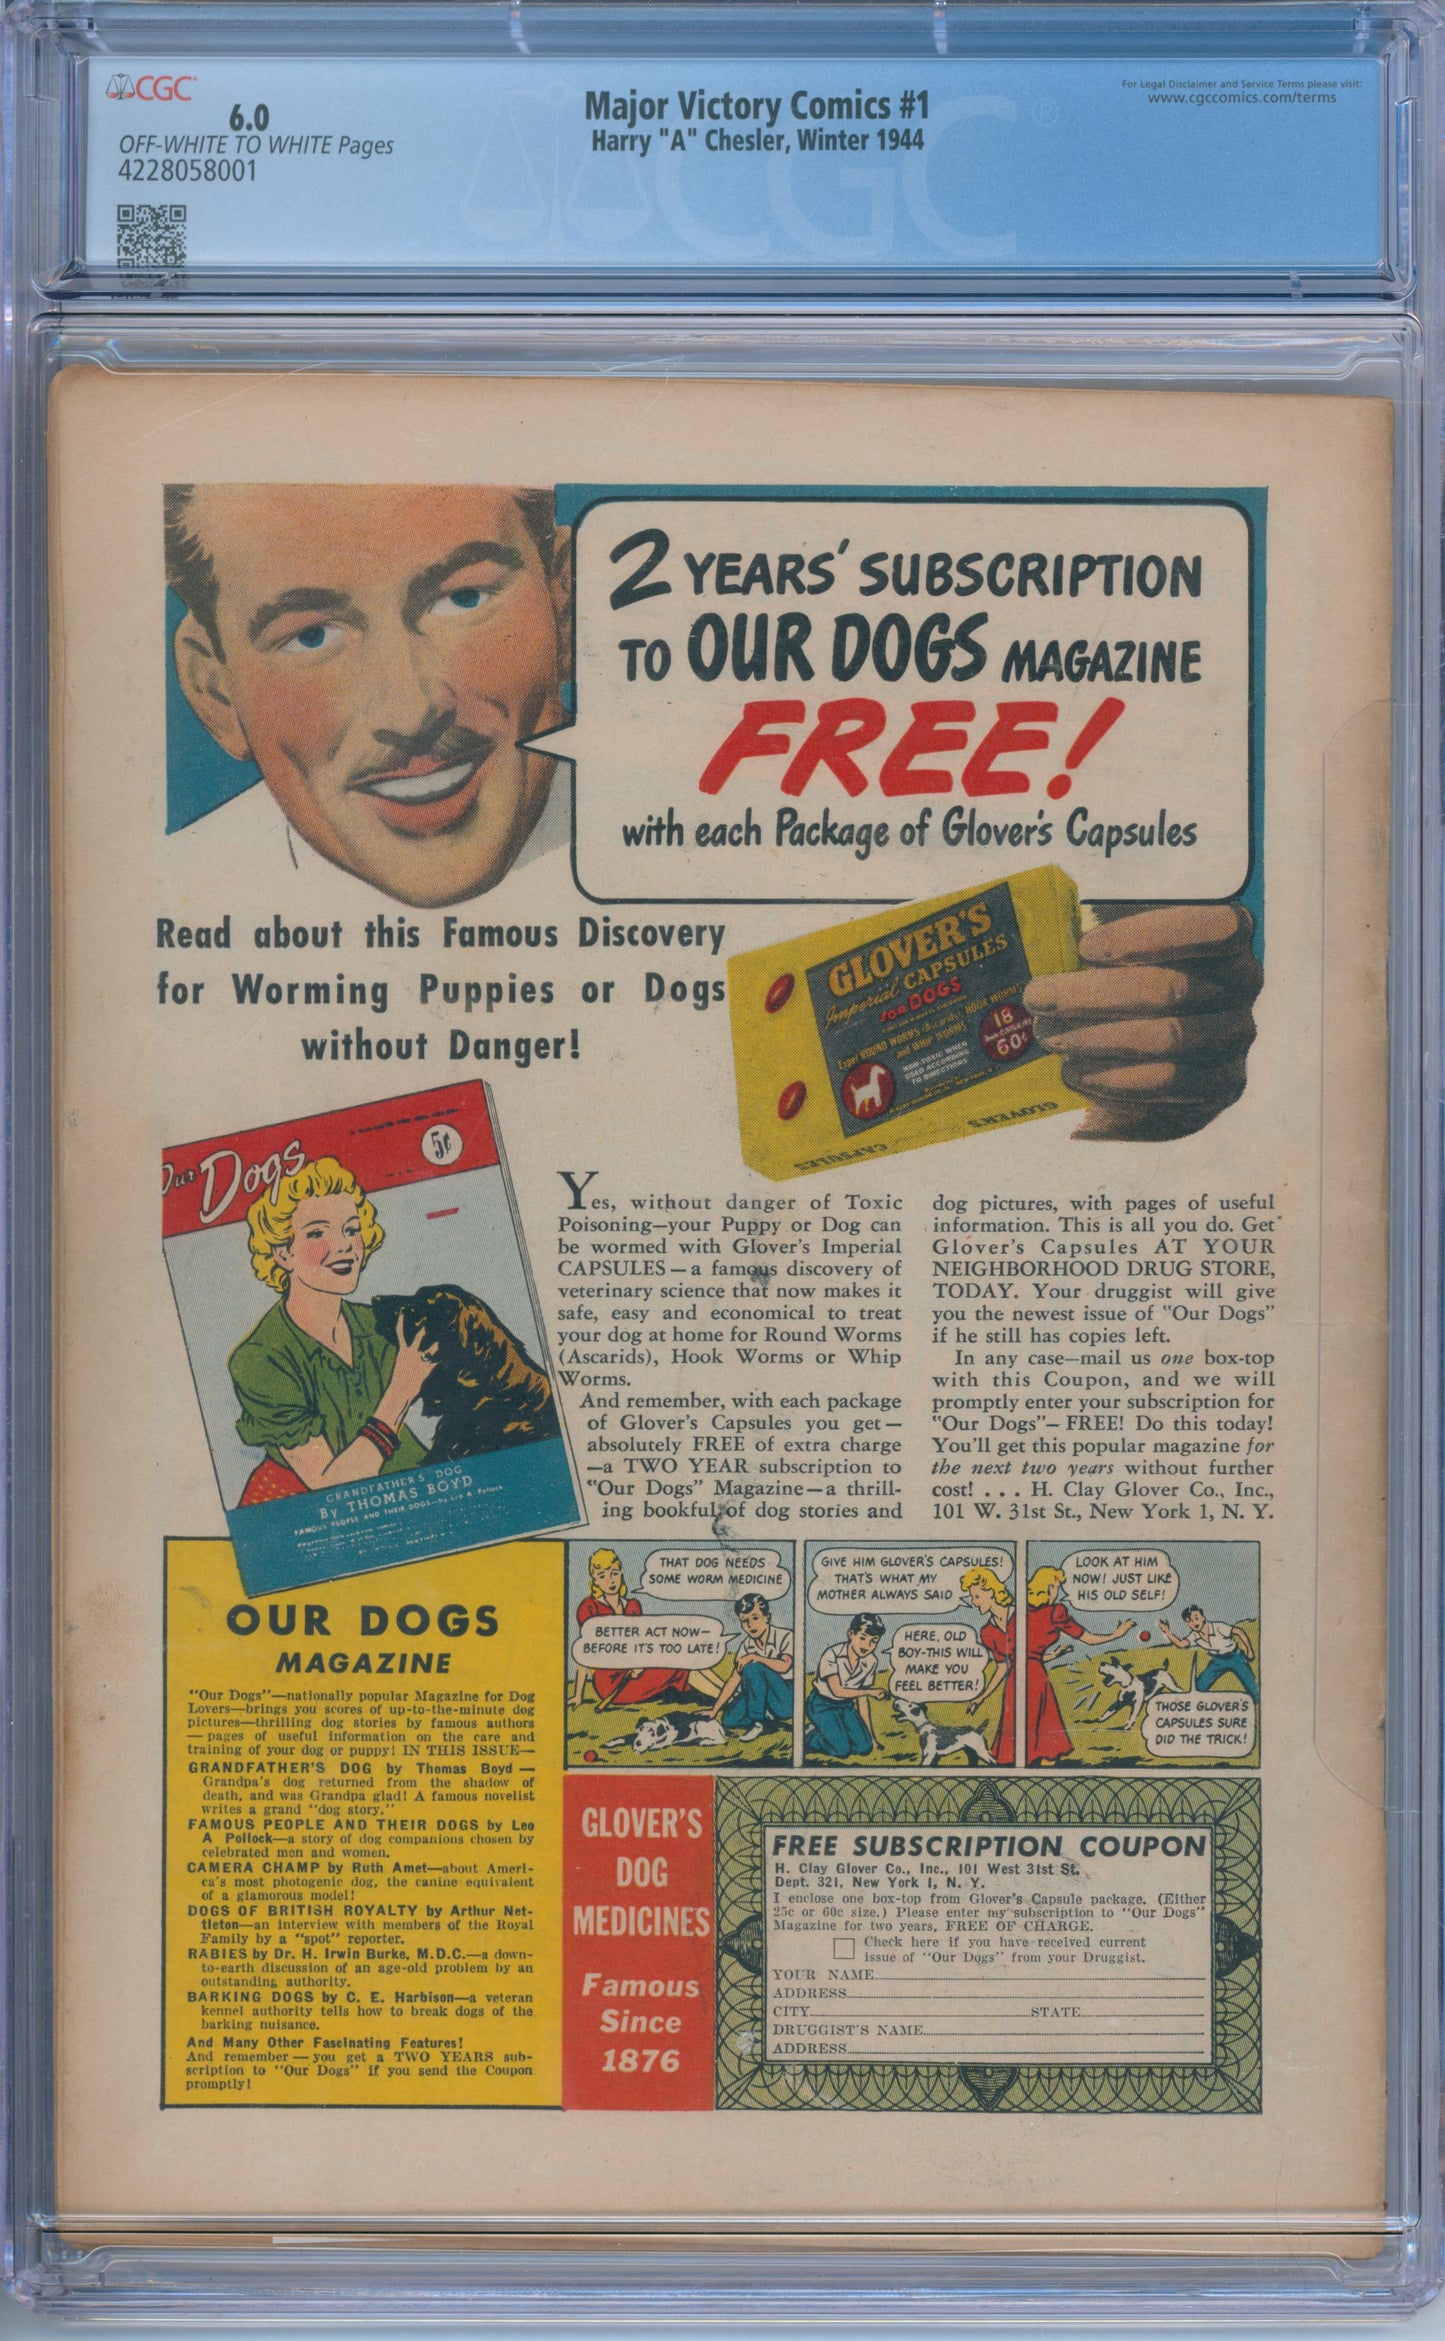 CGC
6.0
OFF-WHITE TO WHITE Pages
4228058001
Major Victory Comics #1
Harry "A" Chesler, Winter 1944
For Legal Disclaimer and Service Terms please visit:
www.cgccomics.com/terms
CGC
2 YEARS' SUBSCRIPTION
TO OUR DOGS MAGAZINE
FREE!
with each Package of Glover's Capsules
Read about this Famous Discovery
for Worming Puppies or Dogs
without Danger!
GLOVER'S
Imperial CAPSULES
FOR DOGS
Expel ROUND WORMS (Ascarids), HOOK WORMS
and WHIP WORMS
NON-TOXIC WHEN
USED ACCORDING
TO DIRECTIONS
18
60¢
GLOVER'S
CAPSULES
Our Dogs
5¢
GRANDFATHER'S DOG
By THOMAS BOYD
FAMOUS PEOPLE AND THEIR DOGS—by Leo A. Pollock
Yes, without danger of Toxic
Poisoning—your Puppy or Dog can
be wormed with Glover's Imperial
CAPSULES—a famous discovery of
veterinary science that now makes it
safe, easy and economical to treat
your dog at home for Round Worms
(Ascarids), Hook Worms or Whip
Worms.
And remember, with each package
of Glover's Capsules you get—
absolutely FREE of extra charge
—a TWO YEAR subscription to
"Our Dogs" Magazine—a thrill-
ing bookful of dog stories and
dog pictures, with pages of useful
information. This is all you do. Get
Glover's Capsules AT YOUR
NEIGHBORHOOD DRUG STORE,
TODAY. Your druggist will give
you the newest issue of "Our Dogs"
if he still has copies left.
In any case—mail us one box-top
with this Coupon, and we will
promptly enter your subscription for
"Our Dogs"—FREE! Do this today!
You'll get this popular magazine for
the next two years without further
cost! . . . H. Clay Glover Co., Inc.,
101 W. 31st St., New York 1, N. Y.
OUR DOGS
MAGAZINE
"Our Dogs"—nationally popular Magazine for Dog
Lovers—brings you scores of up-to-the-minute dog
pictures—thrilling dog stories by famous authors
— pages of useful information on the care and
training of your dog or puppy! IN THIS ISSUE—
GRANDFATHER'S DOG by Thomas Boyd —
Grandpa's dog returned from the shadow of
death, and was Grandpa glad! A famous novelist
writes a grand "dog story."
FAMOUS PEOPLE AND THEIR DOGS by Leo
A Pollock—a story of dog companions chosen by
celebrated men and women.
CAMERA CHAMP by Ruth Amet—about Ameri-
ca's most photogenic dog, the canine equivalent
of a glamorous model!
DOGS OF BRITISH ROYALTY by Arthur Net-
tleton—an interview with members of the Royal
Family by a "spot" reporter.
RABIES by Dr. H. Irwin Burke, M.D.C.—a down-
to-earth discussion of an age-old problem by an
outstanding authority.
BARKING DOGS by C. E. Harbison—a veteran
kennel authority tells how to break dogs of the
barking nuisance.
And Many Other Fascinating Features!
And remember — you get a TWO YEARS sub-
scription to "Our Dogs" if you send the Coupon
promptly!
THAT DOG NEEDS
SOME WORM MEDICINE
BETTER ACT NOW—
BEFORE IT'S TOO LATE!
GIVE HIM GLOVER'S CAPSULES!
THAT'S WHAT MY
MOTHER ALWAYS SAID
HERE, OLD
BOY-THIS WILL
MAKE YOU
FEEL BETTER!
LOOK AT HIM
NOW! JUST LIKE
HIS OLD SELF!
THOSE GLOVER'S
CAPSULES SURE
DID THE TRICK!
GLOVER'S
DOG
MEDICINES
Famous
Since
1876
FREE SUBSCRIPTION COUPON
H. Clay Glover Co., Inc., 101 West 31st St.
Dept. 321, New York 1, N. Y.
I enclose one box-top from Glover's Capsule package. (Either
25c or 60c size.) Please enter my subscription to "Our Dogs"
Magazine for two years, FREE OF CHARGE.
Check here if you have received current
issue of "Our Dogs" from your Druggist.
YOUR NAME
ADDRESS
CITY STATE
DRUGGIST'S NAME
ADDRESS